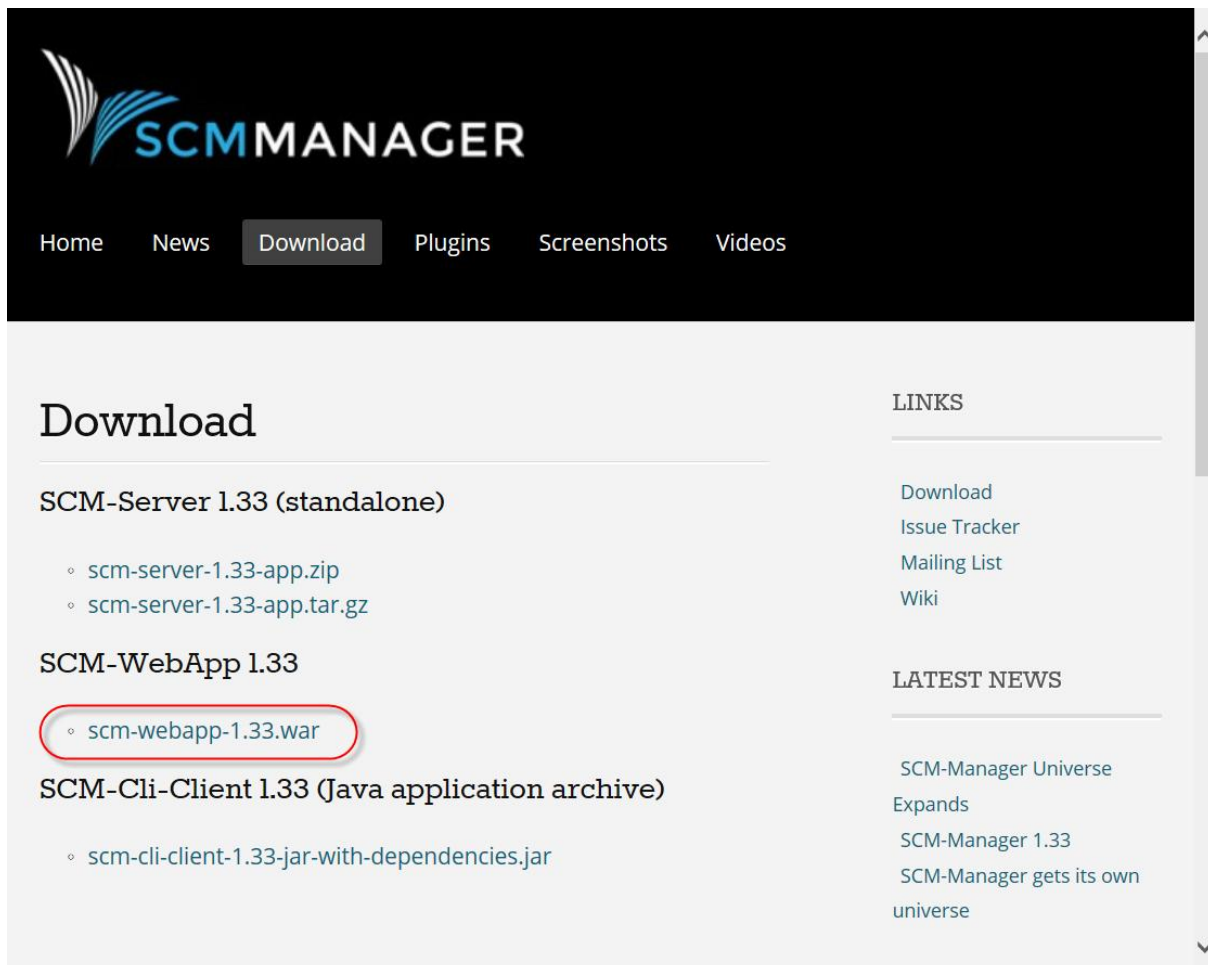 SCMMANAGER
Home News Download Plugins Screenshots Videos
Download
SCM-Server 1.33 (standalone)
scm-server-1.33-app.zip
scm-server-1.33-app.tar.gz
SCM-WebApp 1.33
scm-webapp-1.33.war
SCM-Cli-Client 1.33 (Java application archive)
scm-cli-client-1.33-jar-with-dependencies.jar
LINKS
Download
Issue Tracker
Mailing List
Wiki
LATEST NEWS
SCM-Manager Universe
Expands
SCM-Manager 1.33
SCM-Manager gets its own
universe